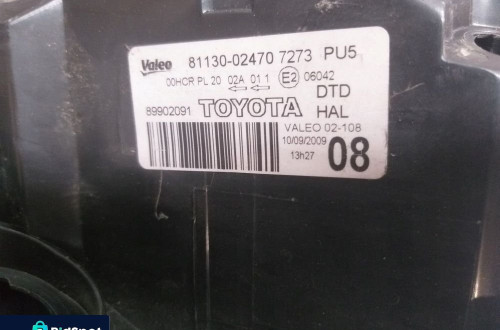 Valeo 81130-02470 7273 PU5
00HCR PL 20 02A 01 1 E2 06042
DTD
89902091 TOYOTA HAL
VALEO 02-108
10/09/2009
13h27
08
BidSpot